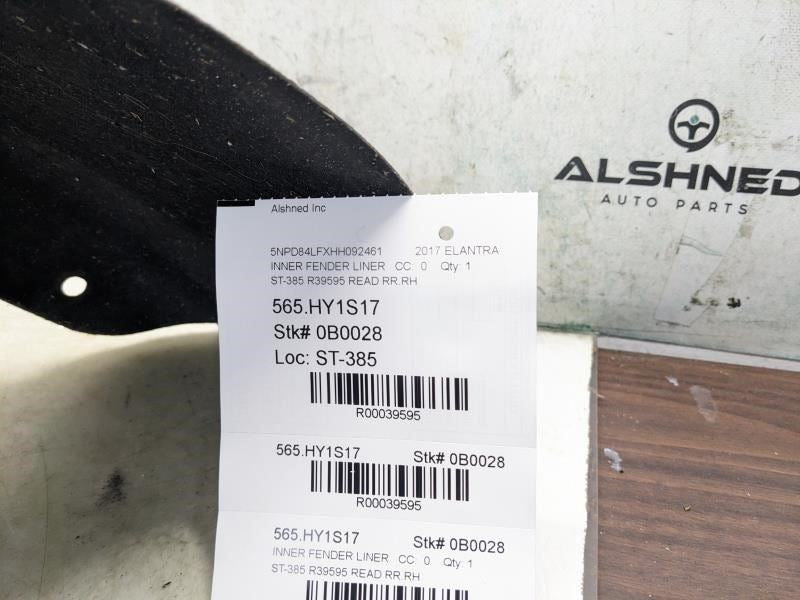 ALSHNED
AUTO PARTS
Alshned Inc
5NPD84LFXHH092461 2017 ELANTRA
INNER FENDER LINER CC: 0 Qty: 1
ST-385 R39595 READ RR.RH
565.HY1S17
Stk# 0B0028
Loc: ST-385
R00039595
565.HY1S17 Stk# 0B0028
R00039595
565.HY1S17 Stk# 0B0028
INNER FENDER LINER CC: 0 Qty: 1
ST-385 R39595 READ RR.RH